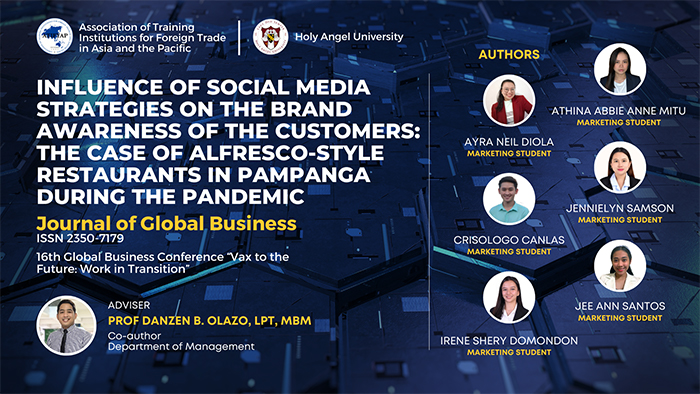 Association of Training
Institutions for Foreign Trade
in Asia and the Pacific
Holy Angel University
INFLUENCE OF SOCIAL MEDIA
STRATEGIES ON THE BRAND
AWARENESS OF THE CUSTOMERS:
THE CASE OF ALFRESCO-STYLE
RESTAURANTS IN PAMPANGA
DURING THE PANDEMIC
Journal of Global Business
ISSN 2350-7179
16th Global Business Conference “Vax to the
Future: Work in Transition”
ADVISER
PROF DANZEN B. OLAZO, LPT, MBM
Co-author
Department of Management
AUTHORS
ATHINA ABBIE ANNE MITU
MARKETING STUDENT
AYRA NEIL DIOLA
MARKETING STUDENT
JENNIELYN SAMSON
MARKETING STUDENT
CRISOLOGO CANLAS
MARKETING STUDENT
JEE ANN SANTOS
MARKETING STUDENT
IRENE SHERY DOMONDON
MARKETING STUDENT